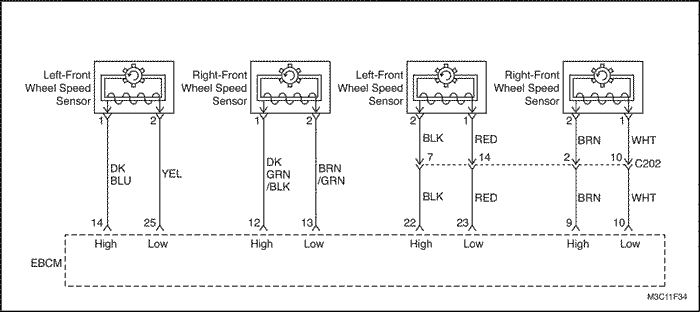 Left-Front
Wheel Speed
Sensor
Right-Front
Wheel Speed
Sensor
Left-Front
Wheel Speed
Sensor
Right-Front
Wheel Speed
Sensor
1 2 1 2 2 1 2 1
BLK RED BRN WHT
7 14 2 10 C202
DK
BLU
YEL
DK
GRN
/BLK
BRN
/GRN
BLK RED BRN WHT
14 25 12 13 22 23 9 10
High Low High Low High Low High Low
EBCM
M3C11F34